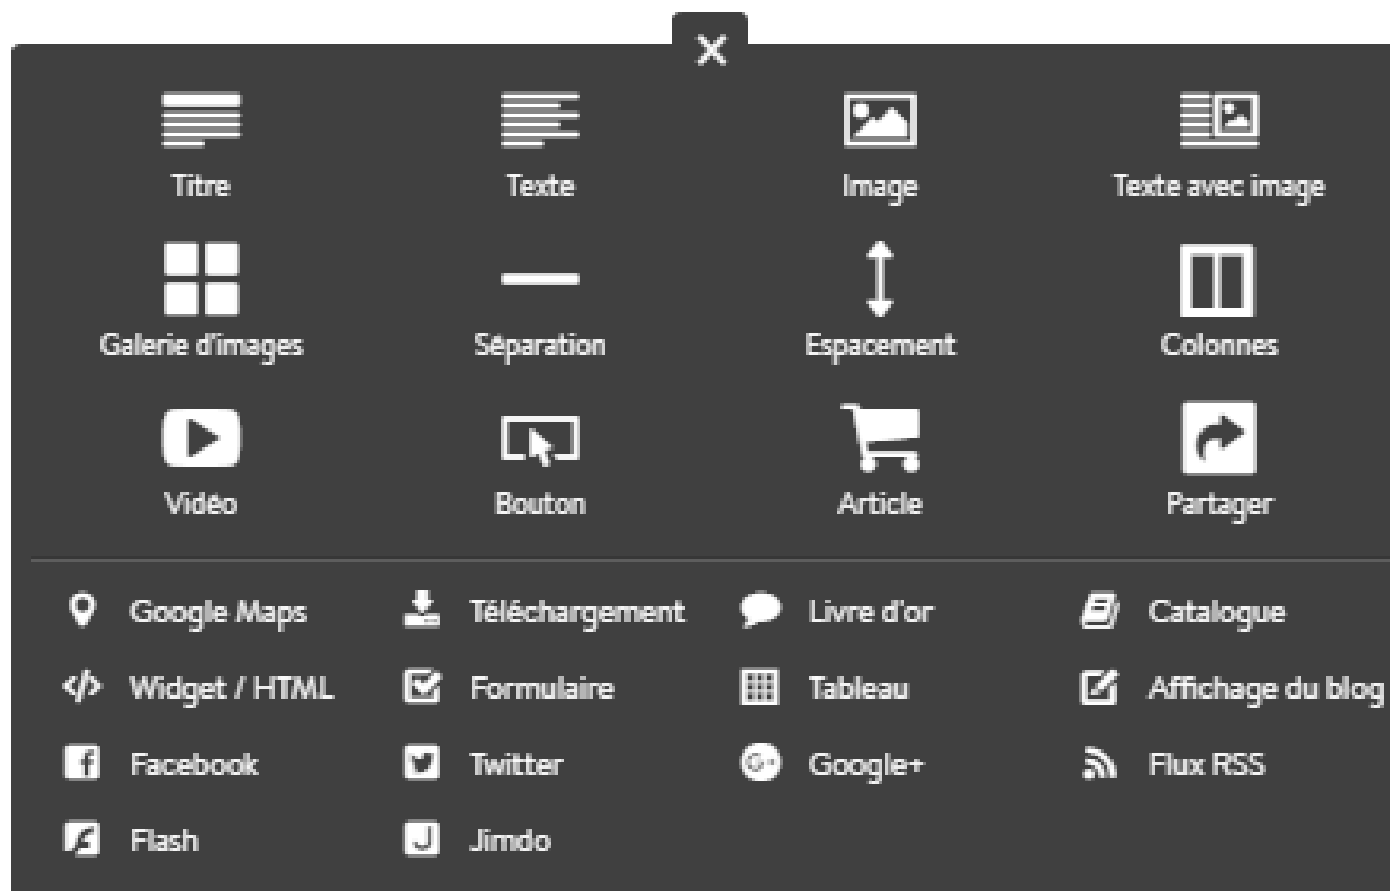 Titre Texte Image Texte avec image
Galerie d'images Séparation Espacement Colonnes
Vidéo Bouton Article Partager
Google Maps Téléchargement Livre d'or Catalogue
Widget / HTML Formulaire Tableau Affichage du blog
Facebook Twitter Google+ Flux RSS
Flash Jimdo